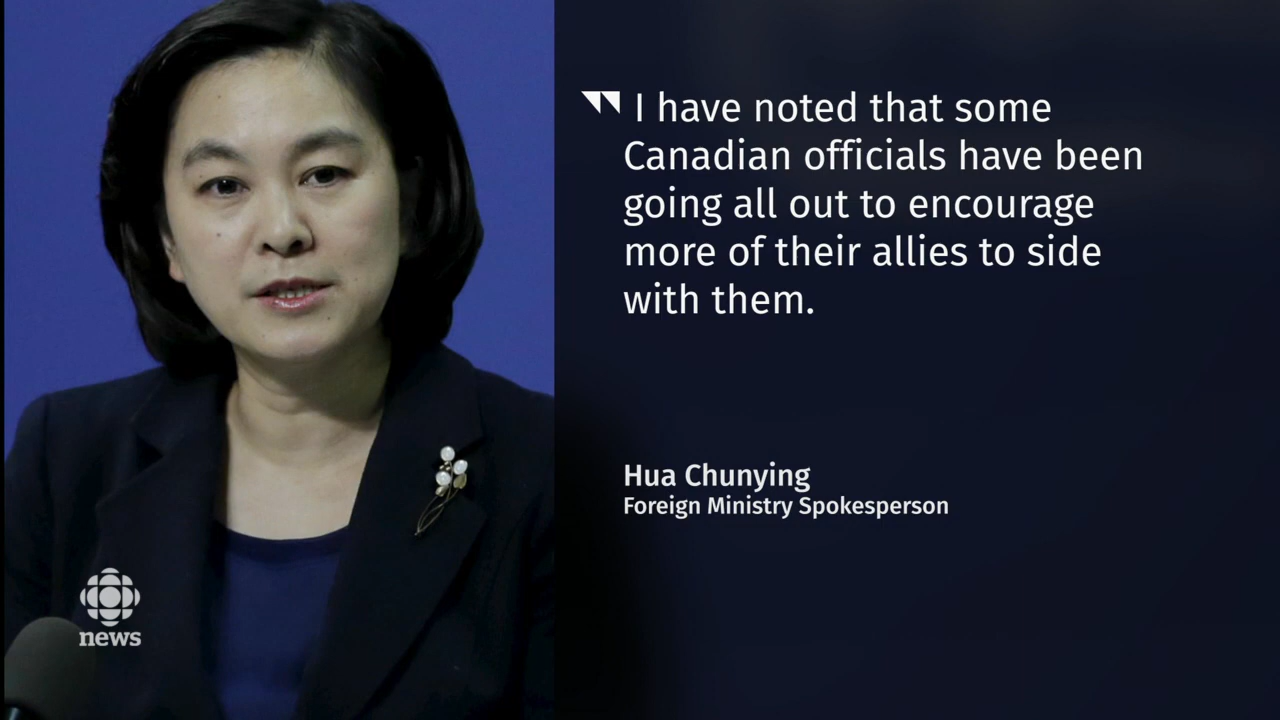 I have noted that some
Canadian officials have been
going all out to encourage
more of their allies to side
with them.
Hua Chunying
Foreign Ministry Spokesperson
news